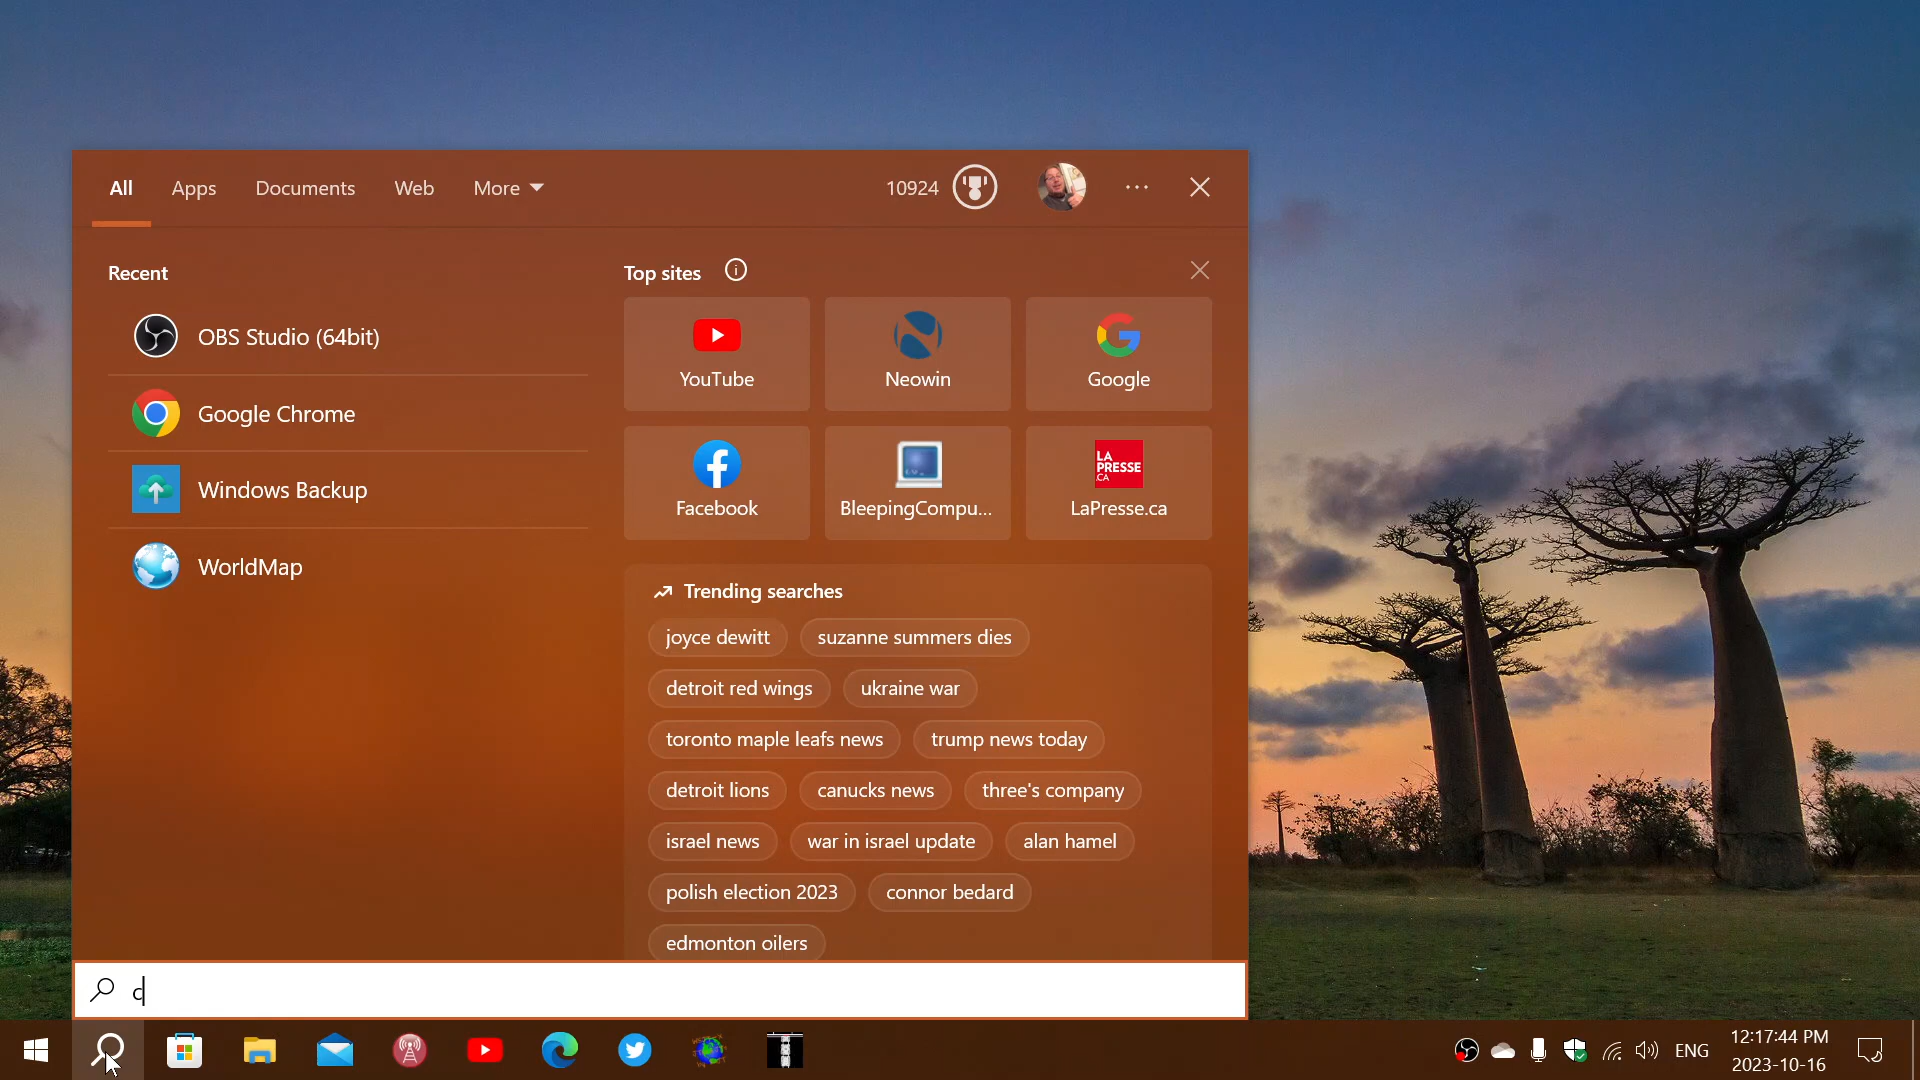 All Apps Documents Web More 10924
Recent
OBS Studio (64bit)
Google Chrome
Windows Backup
WorldMap
Top sites
YouTube Neowin Google
LA
PRESSE
.CA
Facebook BleepingCompu... LaPresse.ca
Trending searches
joyce dewitt suzanne summers dies
detroit red wings ukraine war
toronto maple leafs news trump news today
detroit lions canucks news three's company
israel news war in israel update alan hamel
polish election 2023 connor bedard
edmonton oilers
c
ENG 12:17:44 PM
2023-10-16